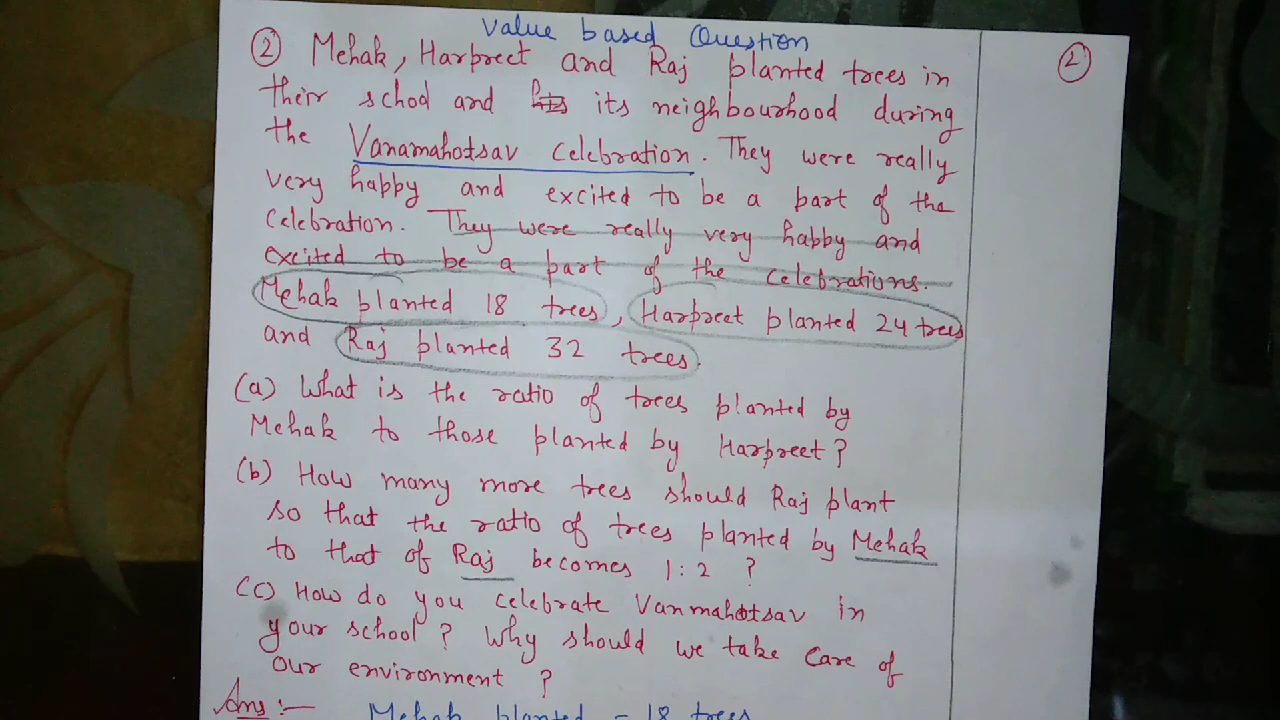 Value based Question
② Mehak, Harpreet and Raj planted trees in
②
their school and its its neighbourhood during
the Vanamahotsav Celebration. They were really
very happy and excited to be a part of the
Celebration. They were really very happy and
excited to be a part of the celebrations.
Mehak planted 18 trees, Harpreet planted 24 trees
and Raj planted 32 trees.
(a) What is the ratio of trees planted by
Mehak to those planted by Harpreet?
(b) How many more trees should Raj plant
so that the ratio of trees planted by Mehak
to that of Raj becomes 1:2 ?
(C) How do you celebrate Vanmahotsav in
your school? Why should we take care of
our environment ?
Ans :- Mehak planted = 18 trees